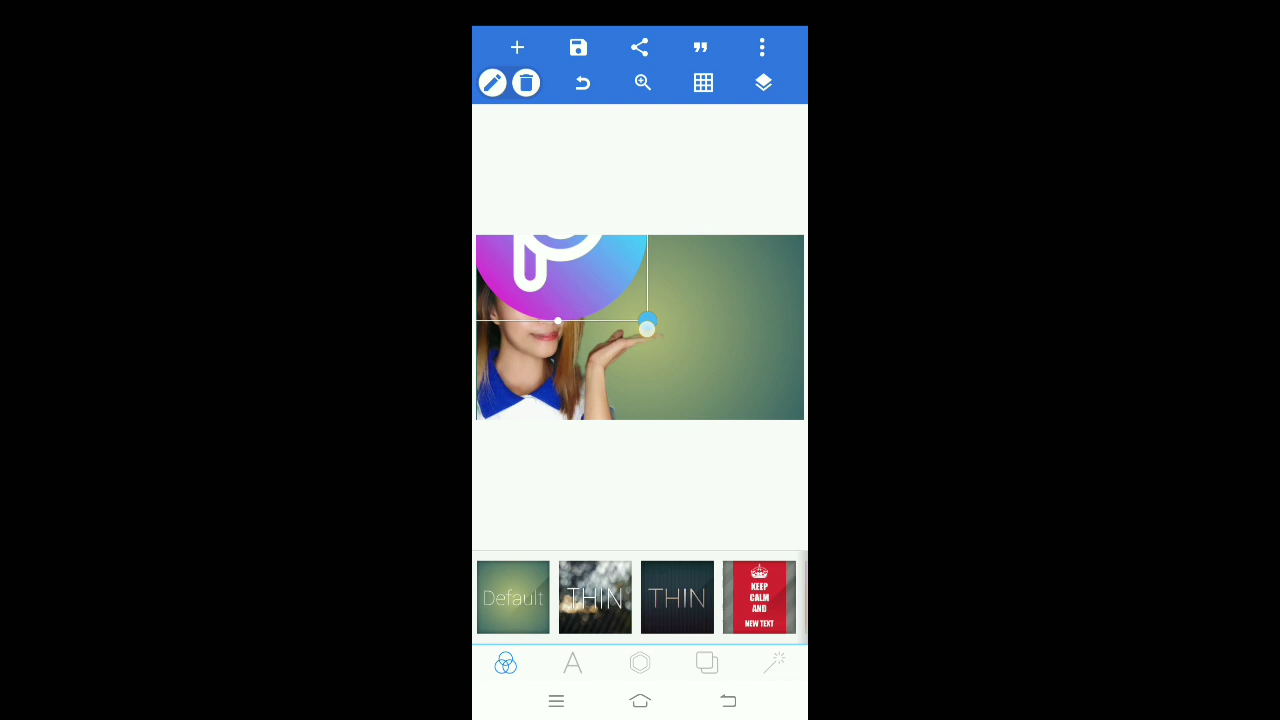 Default
THIN
THIN
KEEP
CALM
AND
NEW TEXT